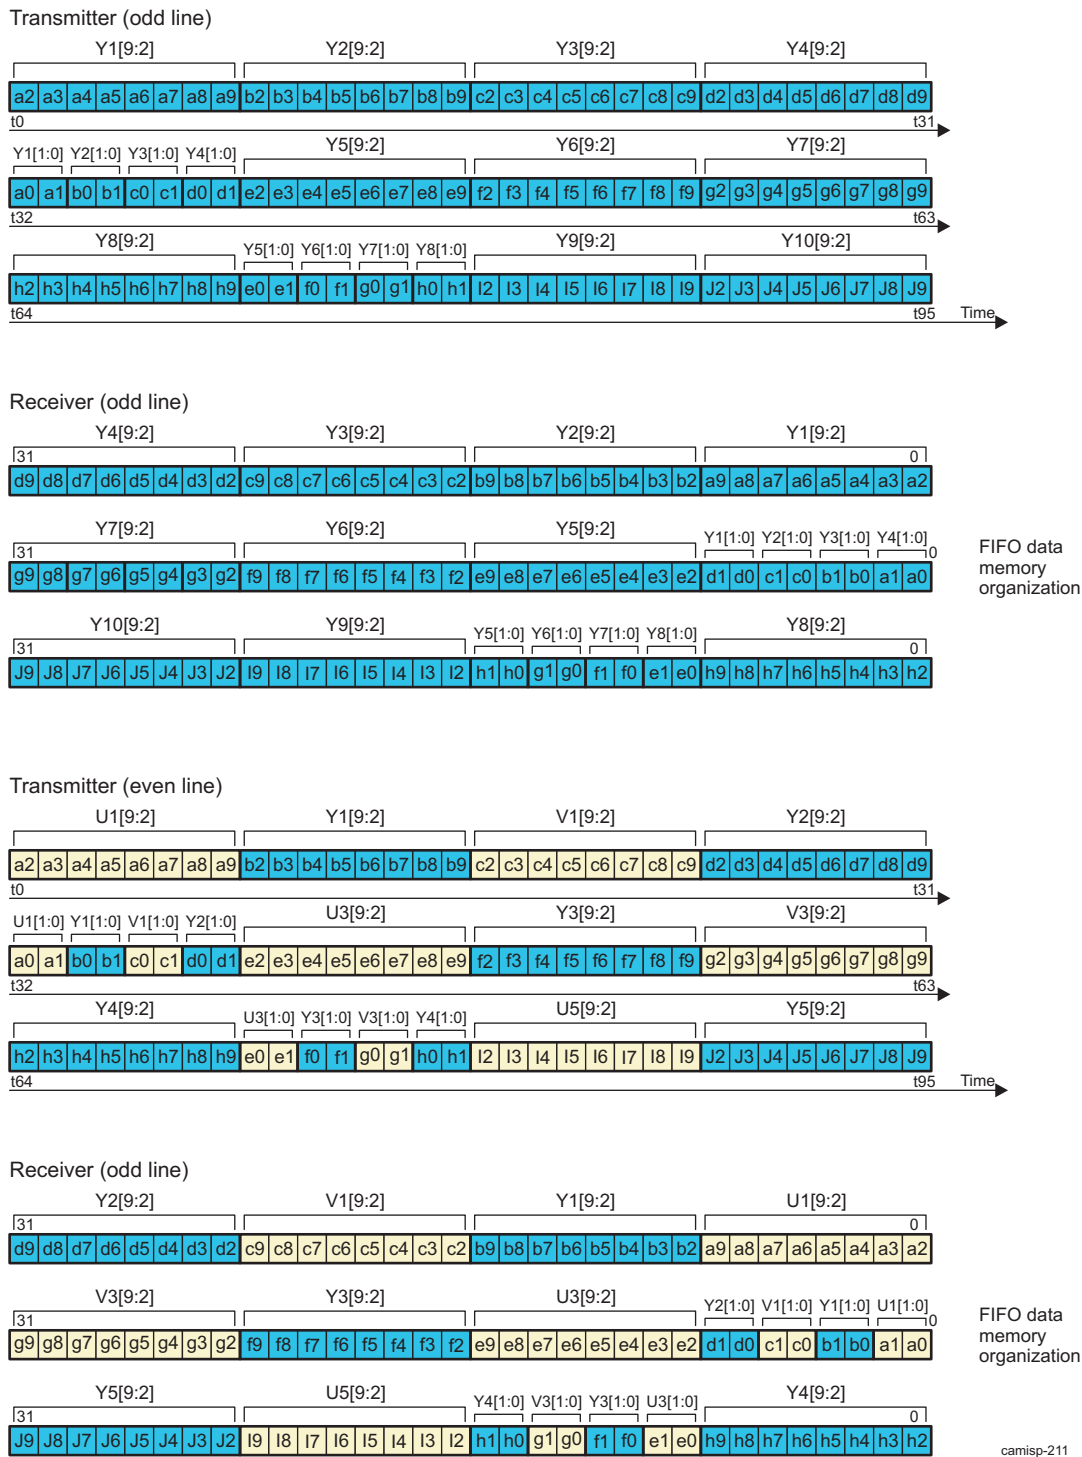 Transmitter (odd line)
Y1[9:2] Y2[9:2] Y3[9:2] Y4[9:2]
a2 a3 a4 a5 a6 a7 a8 a9 b2 b3 b4 b5 b6 b7 b8 b9 c2 c3 c4 c5 c6 c7 c8 c9 d2 d3 d4 d5 d6 d7 d8 d9
t0 t31
Y1[1:0] Y2[1:0] Y3[1:0] Y4[1:0] Y5[9:2] Y6[9:2] Y7[9:2]
a0 a1 b0 b1 c0 c1 d0 d1 e2 e3 e4 e5 e6 e7 e8 e9 f2 f3 f4 f5 f6 f7 f8 f9 g2 g3 g4 g5 g6 g7 g8 g9
t32 t63
Y8[9:2] Y5[1:0] Y6[1:0] Y7[1:0] Y8[1:0] Y9[9:2] Y10[9:2]
h2 h3 h4 h5 h6 h7 h8 h9 e0 e1 f0 f1 g0 g1 h0 h1 I2 I3 I4 I5 I6 I7 I8 I9 J2 J3 J4 J5 J6 J7 J8 J9
t64 t95 Time
Receiver (odd line)
Y4[9:2] Y3[9:2] Y2[9:2] Y1[9:2]
31 0
d9 d8 d7 d6 d5 d4 d3 d2 c9 c8 c7 c6 c5 c4 c3 c2 b9 b8 b7 b6 b5 b4 b3 b2 a9 a8 a7 a6 a5 a4 a3 a2
Y7[9:2] Y6[9:2] Y5[9:2] Y1[1:0] Y2[1:0] Y3[1:0] Y4[1:0]
31 0
g9 g8 g7 g6 g5 g4 g3 g2 f9 f8 f7 f6 f5 f4 f3 f2 e9 e8 e7 e6 e5 e4 e3 e2 d1 d0 c1 c0 b1 b0 a1 a0
FIFO data
memory
organization
Y10[9:2] Y9[9:2] Y5[1:0] Y6[1:0] Y7[1:0] Y8[1:0] Y8[9:2]
31 0
J9 J8 J7 J6 J5 J4 J3 J2 I9 I8 I7 I6 I5 I4 I3 I2 h1 h0 g1 g0 f1 f0 e1 e0 h9 h8 h7 h6 h5 h4 h3 h2
Transmitter (even line)
U1[9:2] Y1[9:2] V1[9:2] Y2[9:2]
a2 a3 a4 a5 a6 a7 a8 a9 b2 b3 b4 b5 b6 b7 b8 b9 c2 c3 c4 c5 c6 c7 c8 c9 d2 d3 d4 d5 d6 d7 d8 d9
t0 t31
U1[1:0] Y1[1:0] V1[1:0] Y2[1:0] U3[9:2] Y3[9:2] V3[9:2]
a0 a1 b0 b1 c0 c1 d0 d1 e2 e3 e4 e5 e6 e7 e8 e9 f2 f3 f4 f5 f6 f7 f8 f9 g2 g3 g4 g5 g6 g7 g8 g9
t32 t63
Y4[9:2] U3[1:0] Y3[1:0] V3[1:0] Y4[1:0] U5[9:2] Y5[9:2]
h2 h3 h4 h5 h6 h7 h8 h9 e0 e1 f0 f1 g0 g1 h0 h1 I2 I3 I4 I5 I6 I7 I8 I9 J2 J3 J4 J5 J6 J7 J8 J9
t64 t95 Time
Receiver (odd line)
Y2[9:2] V1[9:2] Y1[9:2] U1[9:2]
31 0
d9 d8 d7 d6 d5 d4 d3 d2 c9 c8 c7 c6 c5 c4 c3 c2 b9 b8 b7 b6 b5 b4 b3 b2 a9 a8 a7 a6 a5 a4 a3 a2
V3[9:2] Y3[9:2] U3[9:2] Y2[1:0] V1[1:0] Y1[1:0] U1[1:0]
31 0
g9 g8 g7 g6 g5 g4 g3 g2 f9 f8 f7 f6 f5 f4 f3 f2 e9 e8 e7 e6 e5 e4 e3 e2 d1 d0 c1 c0 b1 b0 a1 a0
FIFO data
memory
organization
Y5[9:2] U5[9:2] Y4[1:0] V3[1:0] Y3[1:0] U3[1:0] Y4[9:2]
31 0
J9 J8 J7 J6 J5 J4 J3 J2 I9 I8 I7 I6 I5 I4 I3 I2 h1 h0 g1 g0 f1 f0 e1 e0 h9 h8 h7 h6 h5 h4 h3 h2
camisp-211